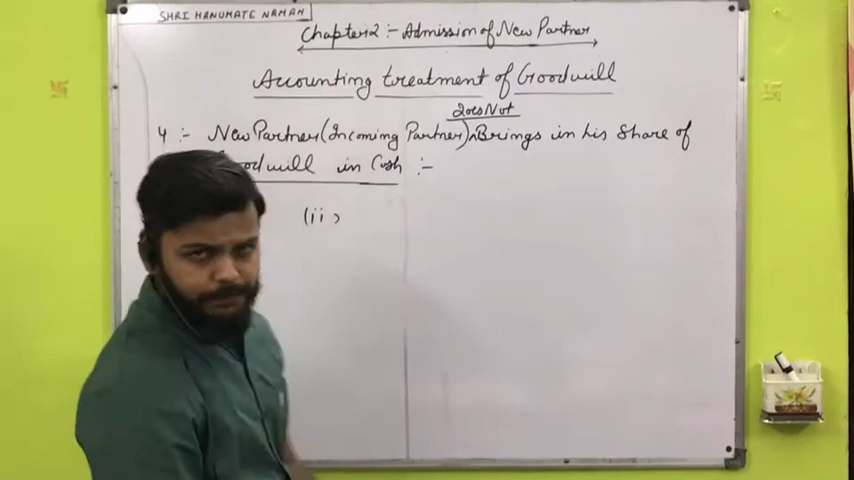 SHRI HANUMATE NAMAH
Chapter 2 :- Admission of New Partner
Accounting treatment of Goodwill
Does Not
4 :- New Partner (Incoming Partner) Brings in his Share of
Goodwill in Cash :-
(ii)